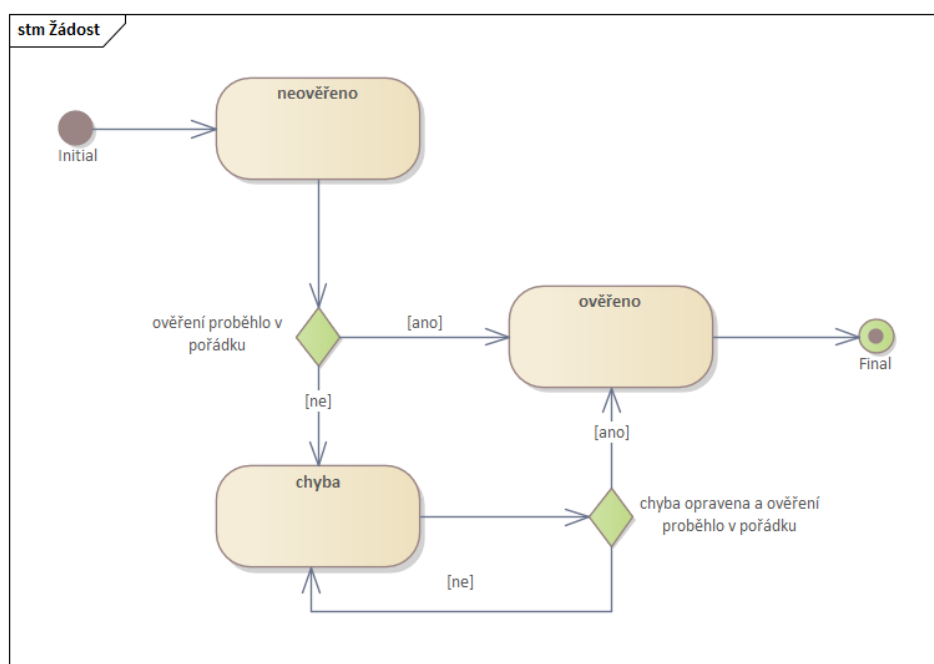 stm Žádost
neověřeno
Initial
ověření proběhlo v
pořádku
[ano]
ověřeno
Final
[ne]
[ano]
chyba
chyba opravena a ověření
proběhlo v pořádku
[ne]